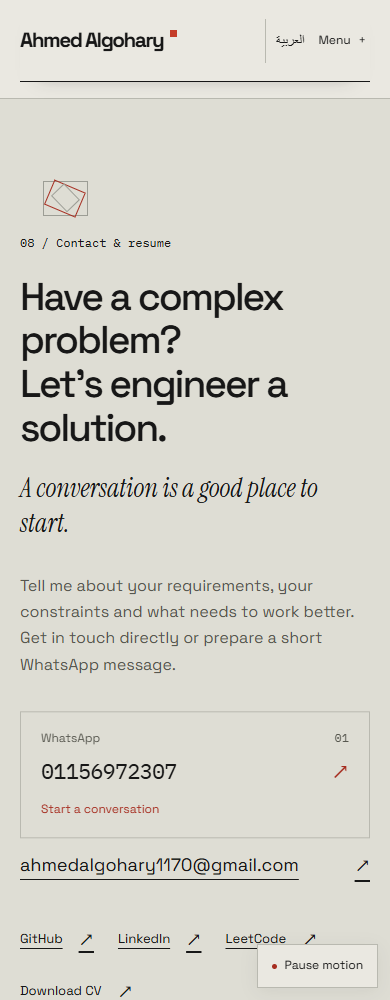 Ahmed Algohary
العربية
Menu +
08 / Contact & resume
Have a complex
problem?
Let's engineer a
solution.
A conversation is a good place to
start.
Tell me about your requirements, your
constraints and what needs to work better.
Get in touch directly or prepare a short
WhatsApp message.
WhatsApp 01
01156972307 ↗
Start a conversation
ahmedalgohary1170@gmail.com ↗
GitHub ↗ LinkedIn ↗ LeetCode ↗
Pause motion
Download CV ↗